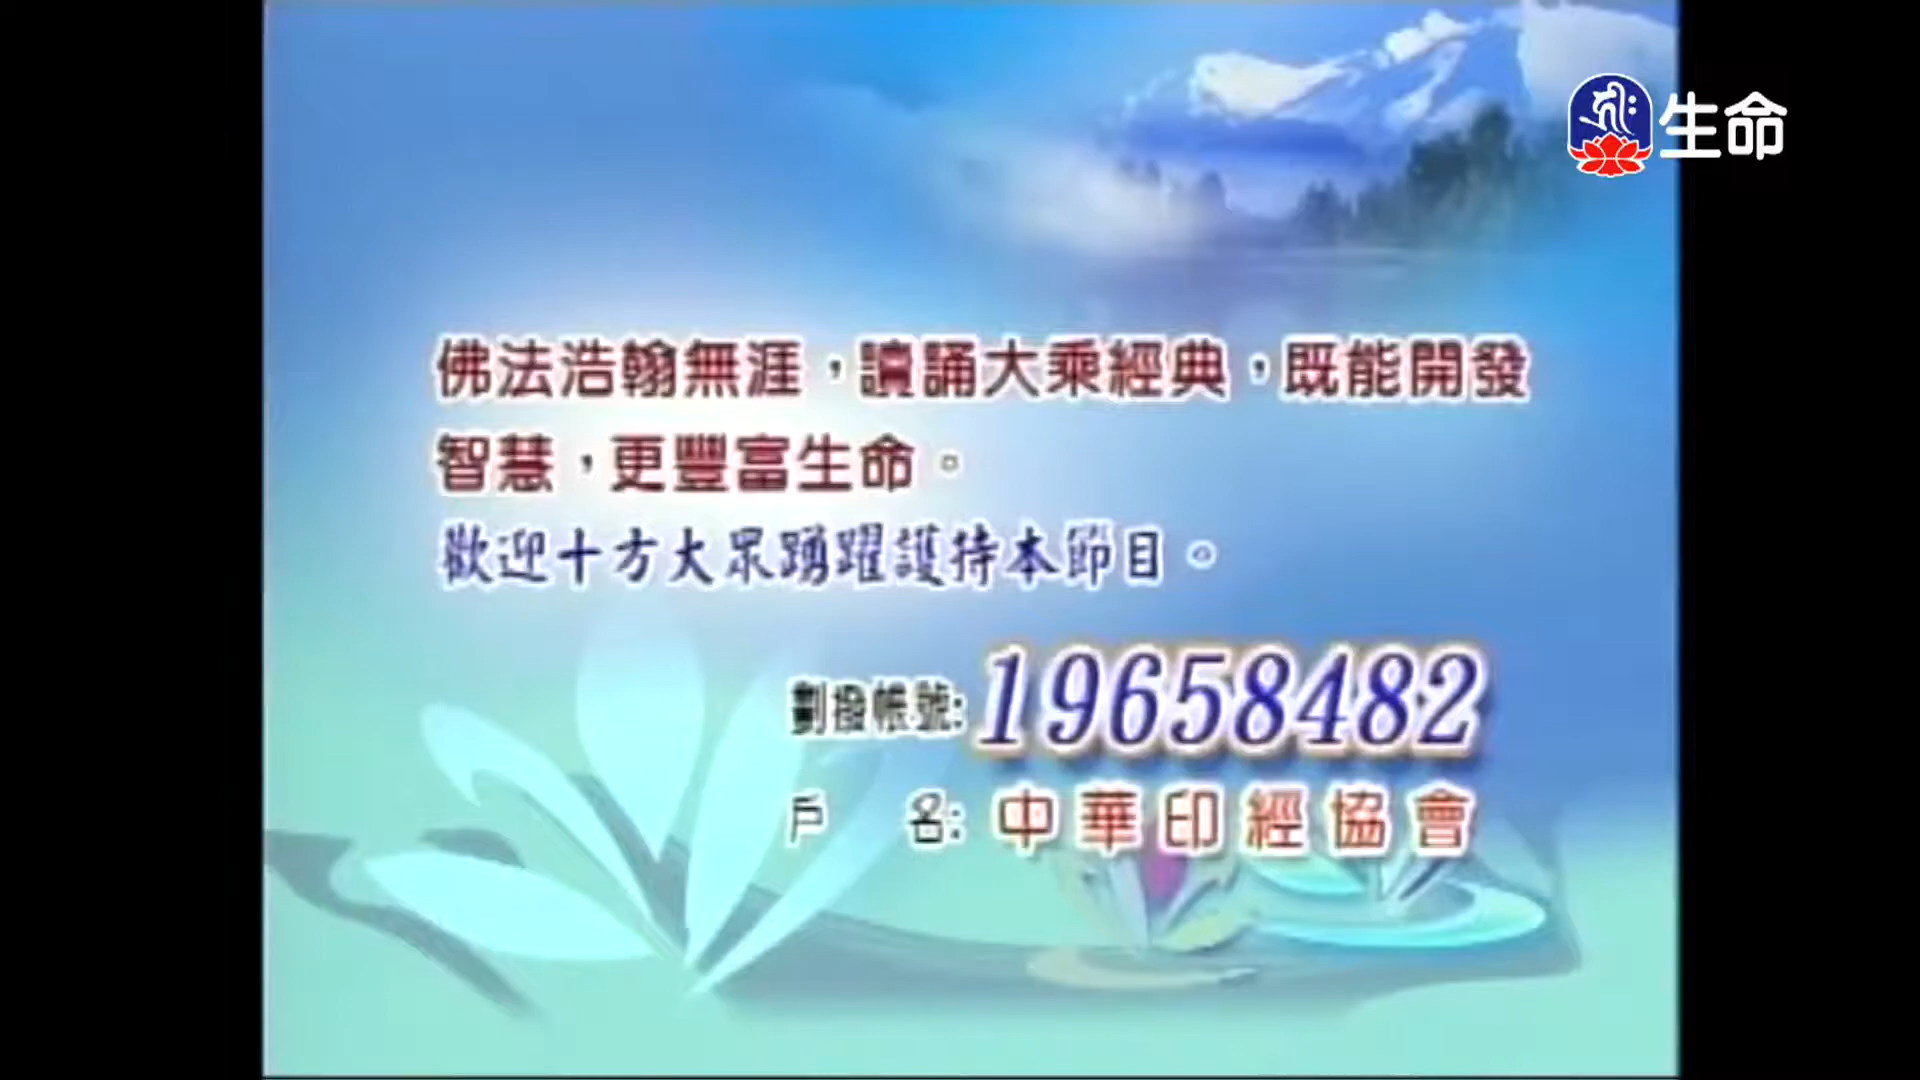 生命
佛法浩翰無涯，讀誦大乘經典，既能開發
智慧，更豐富生命。
歡迎十方大眾踴躍護持本節目。
劃撥帳號: 19658482
戶 名: 中華印經協會